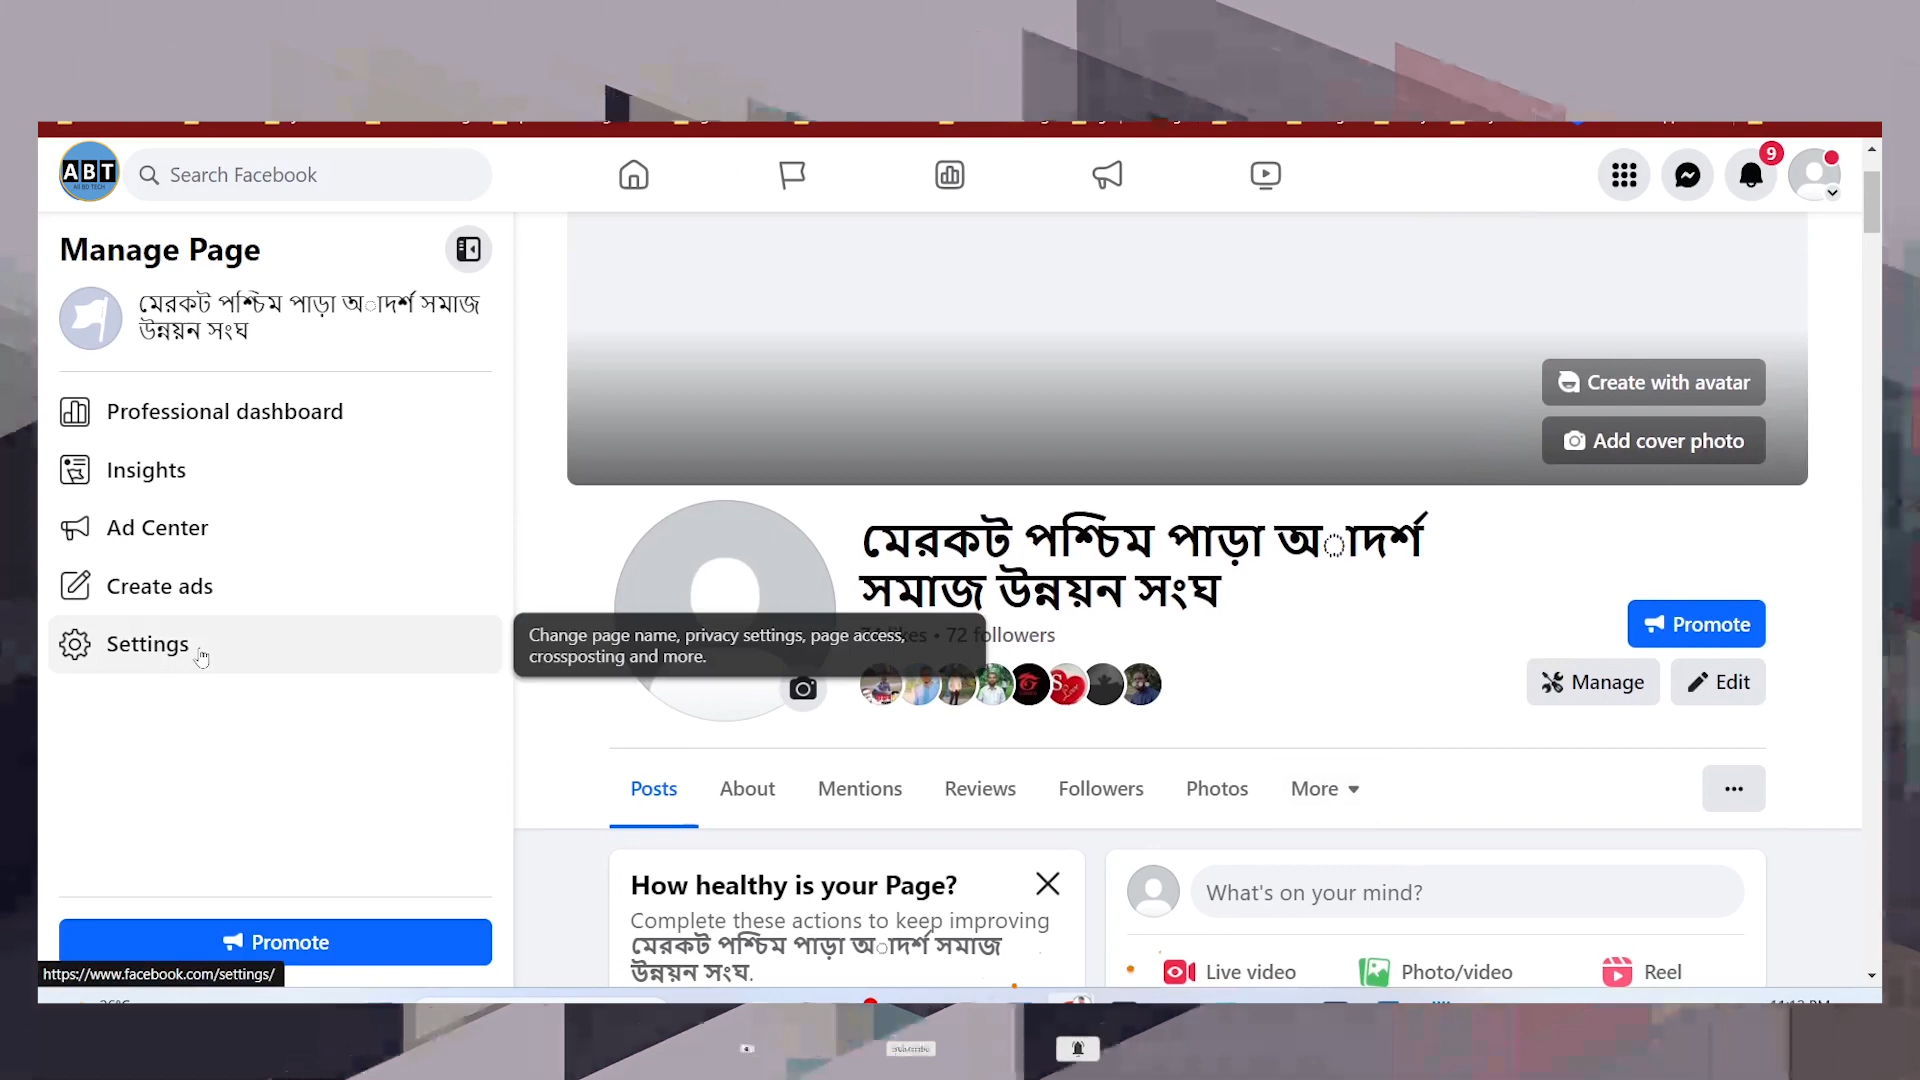 ABT
All BD TECH
Search Facebook
9
Manage Page
মেরকট পশ্চিম পাড়া অাদর্শ সমাজ
উন্নয়ন সংঘ
Professional dashboard
Insights
Ad Center
Create ads
Settings
Promote
https://www.facebook.com/settings/
Create with avatar
Add cover photo
মেরকট পশ্চিম পাড়া অাদর্শ
সমাজ উন্নয়ন সংঘ
Change page name, privacy settings, page access,
crossposting and more.
likes • 72 followers
Promote
Manage
Edit
Posts
About
Mentions
Reviews
Followers
Photos
More
How healthy is your Page?
Complete these actions to keep improving
মেরকট পশ্চিম পাড়া অাদর্শ সমাজ
উন্নয়ন সংঘ.
What's on your mind?
Live video
Photo/video
Reel